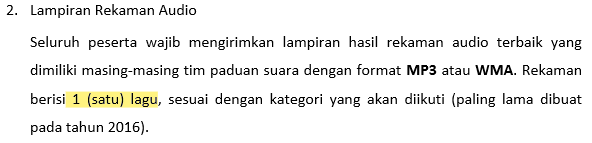 2. Lampiran Rekaman Audio
Seluruh peserta wajib mengirimkan lampiran hasil rekaman audio terbaik yang
dimiliki masing-masing tim paduan suara dengan format MP3 atau WMA. Rekaman
berisi 1 (satu) lagu, sesuai dengan kategori yang akan diikuti (paling lama dibuat
pada tahun 2016).